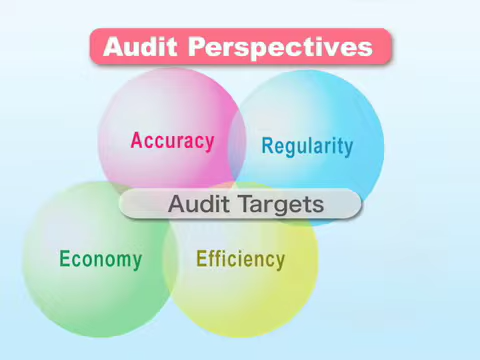 Audit Perspectives
Accuracy
Regularity
Audit Targets
Economy
Efficiency